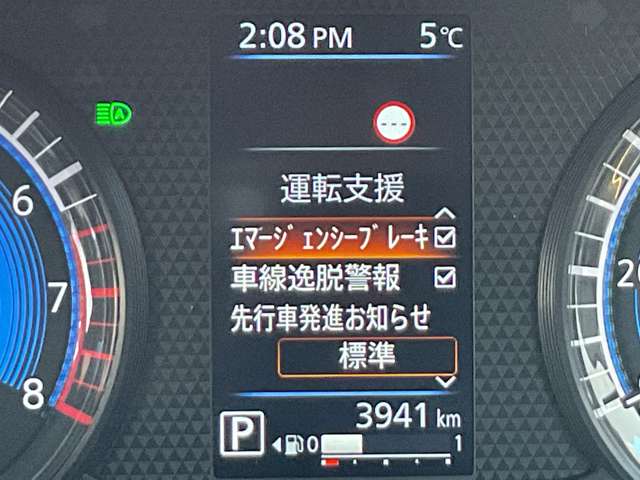 2:08 PM 5℃
---
運転支援
ｴﾏｰｼﾞｪﾝｼｰﾌﾞﾚｰｷ
車線逸脱警報
先行車発進お知らせ
標準
3941 km
P 0 1
A
6
7
8
20